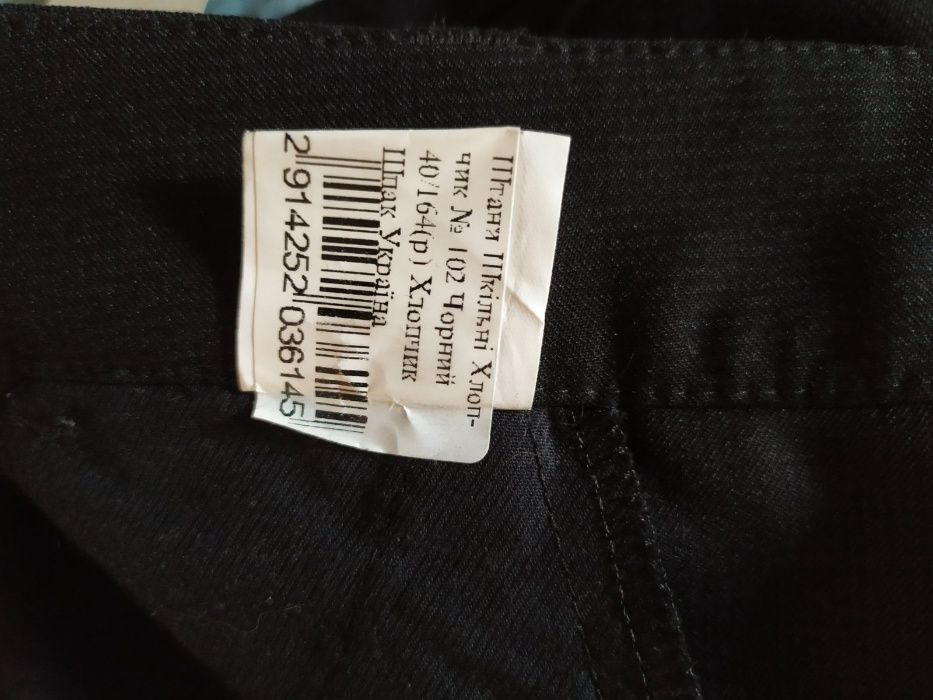 Штани Шкільні Хлоп-
чик № 102 Чорний
40/164(р) Хлопчик
Шпак Україна
2 914252 036145